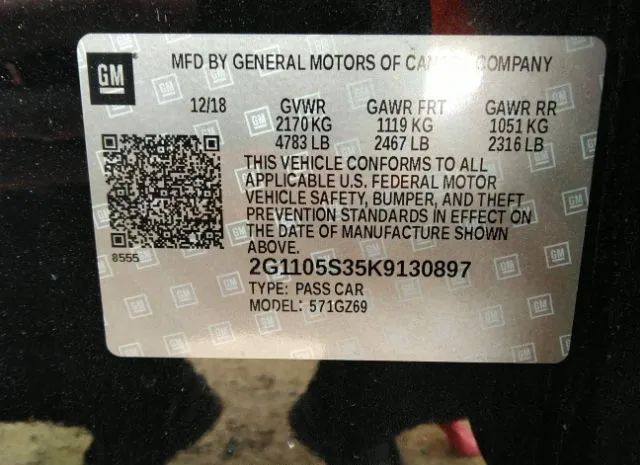 GM
MFD BY GENERAL MOTORS OF CANADA COMPANY
12/18 GVWR GAWR FRT GAWR RR
2170 KG 1119 KG 1051 KG
4783 LB 2467 LB 2316 LB
THIS VEHICLE CONFORMS TO ALL
APPLICABLE U.S. FEDERAL MOTOR
VEHICLE SAFETY, BUMPER, AND THEFT
PREVENTION STANDARDS IN EFFECT ON
THE DATE OF MANUFACTURE SHOWN
ABOVE.
8555
2G1105S35K9130897
TYPE: PASS CAR
MODEL: 571GZ69